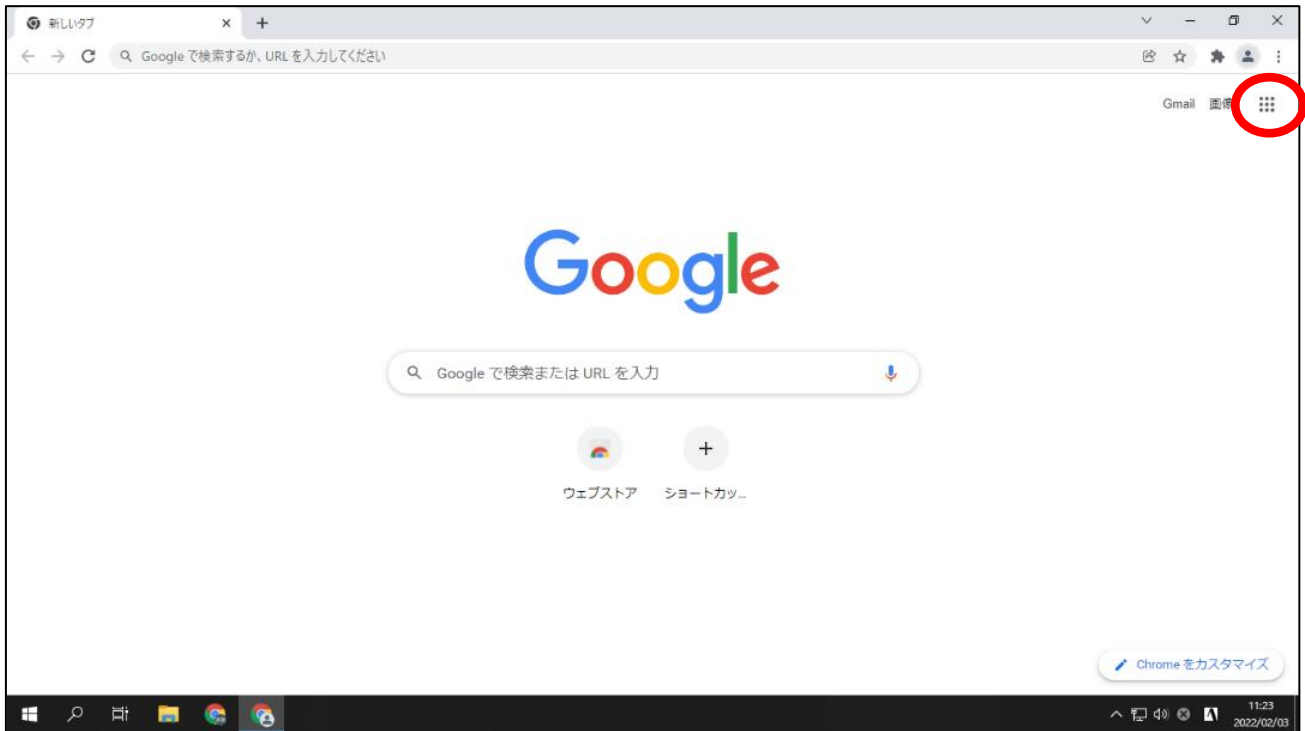 新しいタブ
Google で検索するか、URL を入力してください
Gmail 画像
Google
Google で検索または URL を入力
ウェブストア ショートカッ...
Chrome をカスタマイズ
11:23
2022/02/03